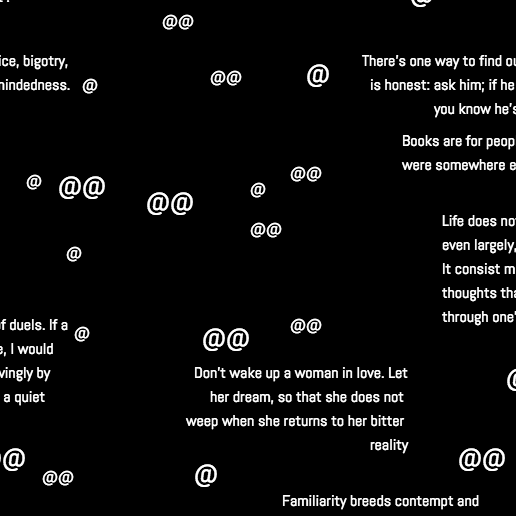 @@
ice, bigotry,
mindedness. @
@@
@
There's one way to find ou
is honest: ask him; if he
you know he's
Books are for peop
were somewhere e
@ @@
@@
@
@@
@@
@
Life does no
even largely,
It consist m
thoughts tha
through one'
of duels. If a @
e, I would
vingly by
a quiet
@@
@@
Don't wake up a woman in love. Let
her dream, so that she does not
weep when she returns to her bitter
reality
@@
@@
@
@@
Familiarity breeds contempt and